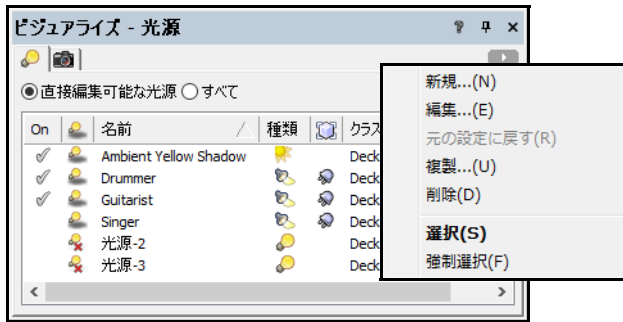 ビジュアライズ - 光源
直接編集可能な光源 すべて
On 名前 種類 クラス
Ambient Yellow Shadow Deck
Drummer Deck
Guitarist Deck
Singer Deck
光源-2 Deck
光源-3 Deck
新規...(N)
編集...(E)
元の設定に戻す(R)
複製...(U)
削除(D)
選択(S)
強制選択(F)